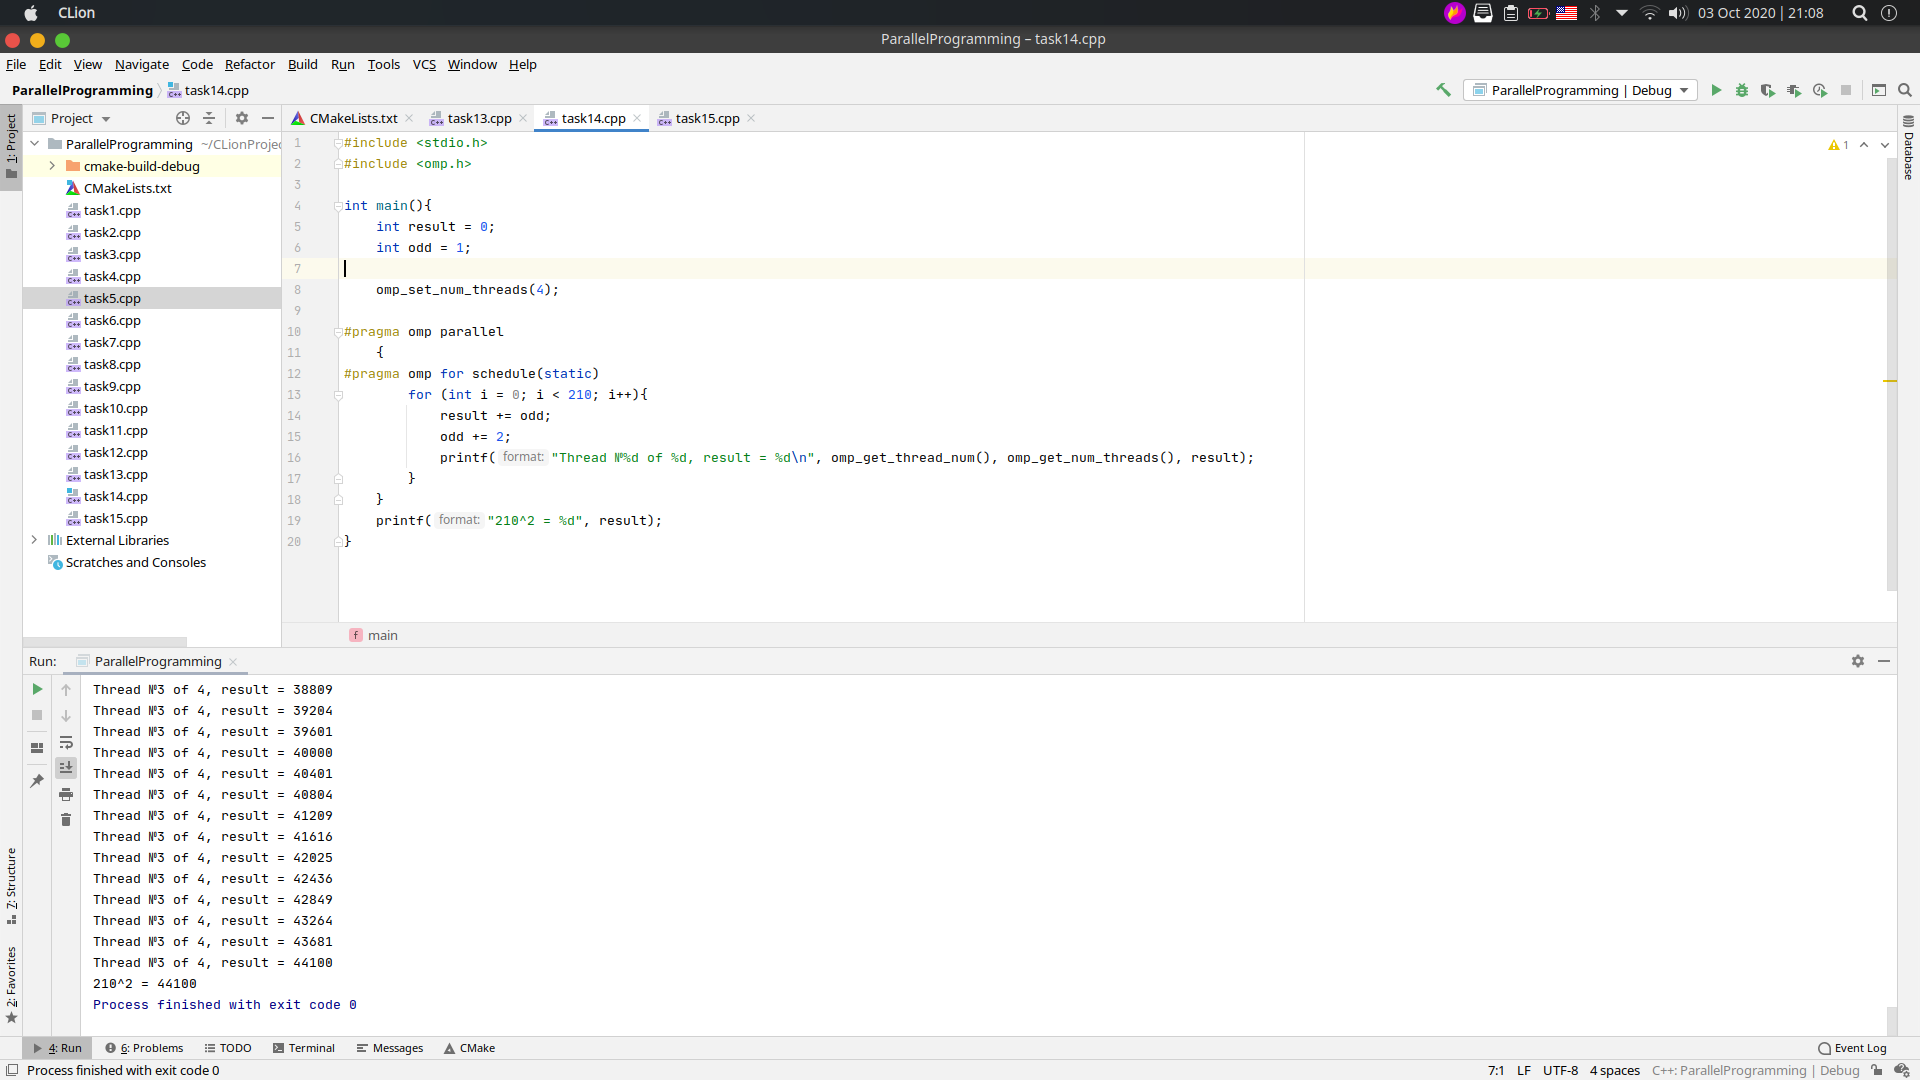 CLion
03 Oct 2020 | 21:08
ParallelProgramming – task14.cpp
File Edit View Navigate Code Refactor Build Run Tools VCS Window Help
ParallelProgramming task14.cpp
ParallelProgramming | Debug
1: Project
Project
CMakeLists.txt
task13.cpp
task14.cpp
task15.cpp
Database
ParallelProgramming ~/CLionProjec
cmake-build-debug
CMakeLists.txt
task1.cpp
task2.cpp
task3.cpp
task4.cpp
task5.cpp
task6.cpp
task7.cpp
task8.cpp
task9.cpp
task10.cpp
task11.cpp
task12.cpp
task13.cpp
task14.cpp
task15.cpp
External Libraries
Scratches and Consoles
1
1 #include <stdio.h>
2 #include <omp.h>
3
4 int main(){
5 int result = 0;
6 int odd = 1;
7
8 omp_set_num_threads(4);
9
10 #pragma omp parallel
11 {
12 #pragma omp for schedule(static)
13 for (int i = 0; i < 210; i++){
14 result += odd;
15 odd += 2;
16 printf( format: "Thread №%d of %d, result = %d\n", omp_get_thread_num(), omp_get_num_threads(), result);
17 }
18 }
19 printf( format: "210^2 = %d", result);
20 }
f main
Run: ParallelProgramming
Thread №3 of 4, result = 38809
Thread №3 of 4, result = 39204
Thread №3 of 4, result = 39601
Thread №3 of 4, result = 40000
Thread №3 of 4, result = 40401
Thread №3 of 4, result = 40804
Thread №3 of 4, result = 41209
Thread №3 of 4, result = 41616
Thread №3 of 4, result = 42025
Thread №3 of 4, result = 42436
Thread №3 of 4, result = 42849
Thread №3 of 4, result = 43264
Thread №3 of 4, result = 43681
Thread №3 of 4, result = 44100
210^2 = 44100
Process finished with exit code 0
7: Structure
2: Favorites
4: Run 6: Problems TODO Terminal Messages CMake Event Log
Process finished with exit code 0
7:1 LF UTF-8 4 spaces C++: ParallelProgramming | Debug